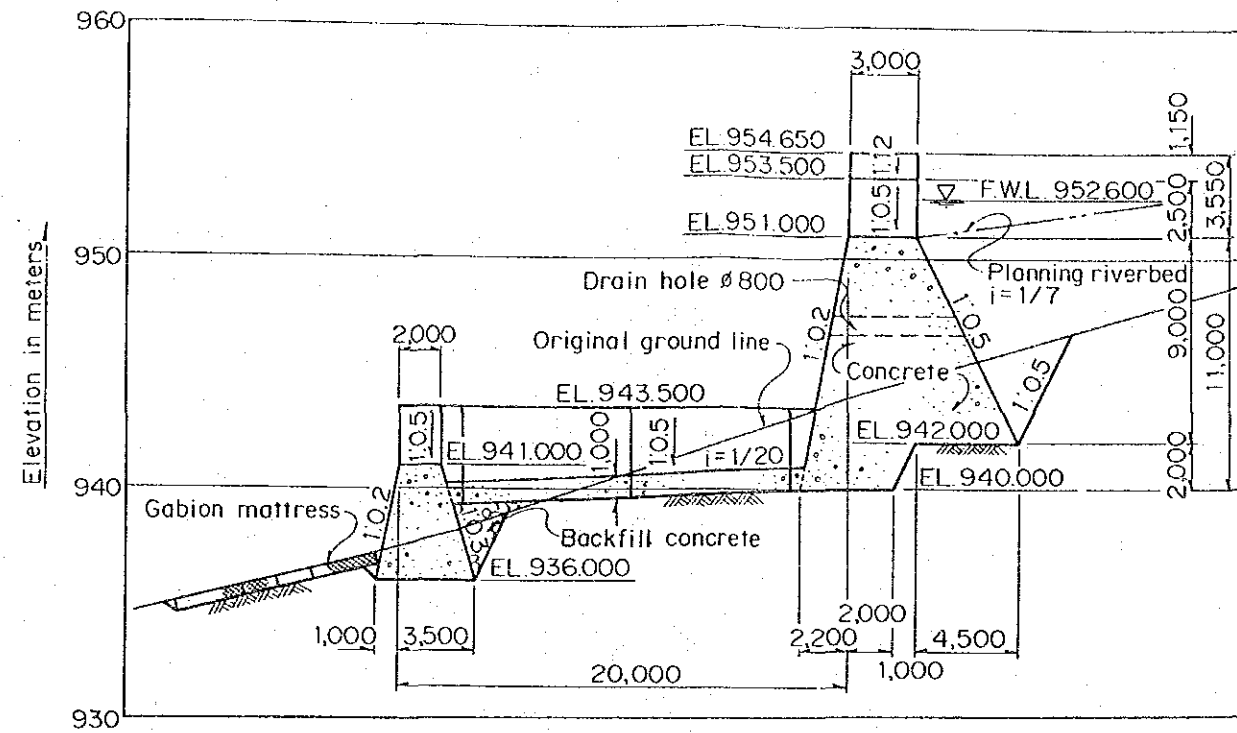 960
3,000
EL.954.650
1:1.2
1,150
EL.953.500
F.W.L. 952.600
1:0.5
2,500
3,550
EL.951.000
950
Planning riverbed
i=1/7
Drain hole ø800
1:0.2
1:0.5
9,000
11,000
Original ground line
Concrete
1:0.5
2,000
EL.943.500
1:0.5
EL.941.000
1,000
1:0.5
i=1/20
EL.942.000
EL.940.000
2,000
940
Elevation in meters
Gabion mattress
1:0.2
1:0.3
Backfill concrete
EL.936.000
1,000
3,500
2,000
2,200
4,500
1,000
20,000
930